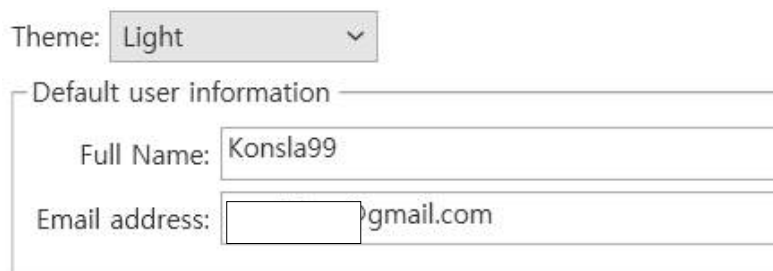 Theme: Light
Default user information
Full Name: Konsla99
Email address: @gmail.com